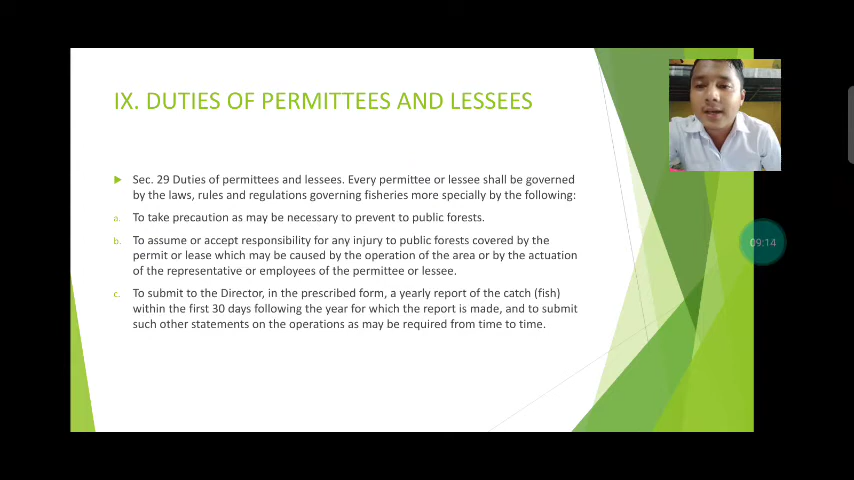 IX. DUTIES OF PERMITTEES AND LESSEES
Sec. 29 Duties of permittees and lessees. Every permittee or lessee shall be governed
by the laws, rules and regulations governing fisheries more specially by the following:
a. To take precaution as may be necessary to prevent to public forests.
b. To assume or accept responsibility for any injury to public forests covered by the
permit or lease which may be caused by the operation of the area or by the actuation
of the representative or employees of the permittee or lessee.
c. To submit to the Director, in the prescribed form, a yearly report of the catch (fish)
within the first 30 days following the year for which the report is made, and to submit
such other statements on the operations as may be required from time to time.
09:14